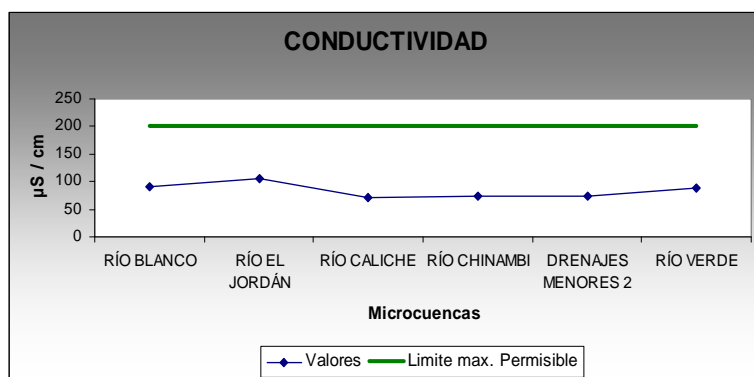 CONDUCTIVIDAD
µS / cm
250
200
150
100
50
0
RÍO BLANCO
RÍO EL
JORDÁN
RÍO CALICHE
RÍO CHINAMBI
DRENAJES
MENORES 2
RÍO VERDE
Microcuencas
Valores
Limite max. Permisible